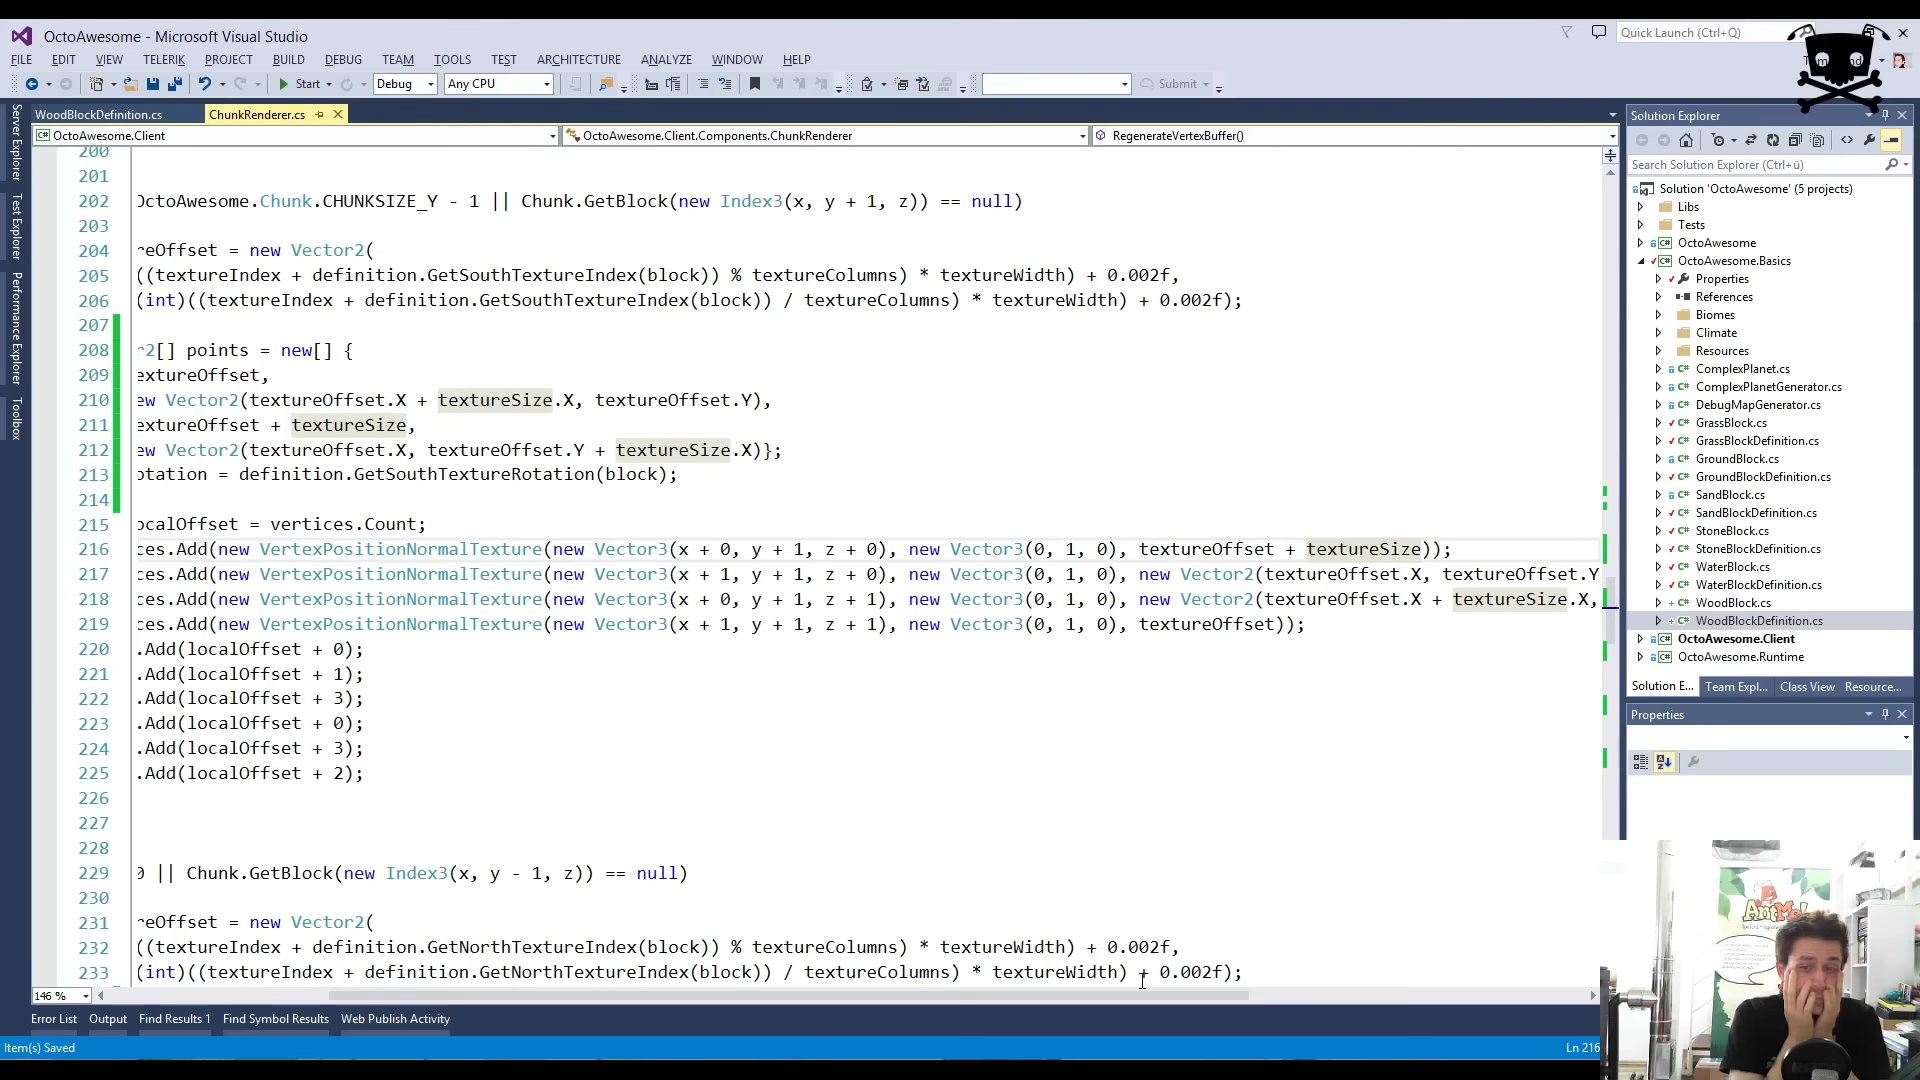 OctoAwesome - Microsoft Visual Studio
Quick Launch (Ctrl+Q)
FILE EDIT VIEW TELERIK PROJECT BUILD DEBUG TEAM TOOLS TEST ARCHITECTURE ANALYZE WINDOW HELP
Start Debug Any CPU Submit
WoodBlockDefinition.cs ChunkRenderer.cs
OctoAwesome.Client OctoAwesome.Client.Components.ChunkRenderer RegenerateVertexBuffer()
Server Explorer
Test Explorer
Performance Explorer
Toolbox
200
201
202 OctoAwesome.Chunk.CHUNKSIZE_Y - 1 || Chunk.GetBlock(new Index3(x, y + 1, z)) == null)
203
204 reOffset = new Vector2(
205 ((textureIndex + definition.GetSouthTextureIndex(block)) % textureColumns) * textureWidth) + 0.002f,
206 (int)((textureIndex + definition.GetSouthTextureIndex(block)) / textureColumns) * textureWidth) + 0.002f);
207
208 r2[] points = new[] {
209 extureOffset,
210 ew Vector2(textureOffset.X + textureSize.X, textureOffset.Y),
211 extureOffset + textureSize,
212 ew Vector2(textureOffset.X, textureOffset.Y + textureSize.X)};
213 otation = definition.GetSouthTextureRotation(block);
214
215 ocalOffset = vertices.Count;
216 ces.Add(new VertexPositionNormalTexture(new Vector3(x + 0, y + 1, z + 0), new Vector3(0, 1, 0), textureOffset + textureSize));
217 ces.Add(new VertexPositionNormalTexture(new Vector3(x + 1, y + 1, z + 0), new Vector3(0, 1, 0), new Vector2(textureOffset.X, textureOffset.Y
218 ces.Add(new VertexPositionNormalTexture(new Vector3(x + 0, y + 1, z + 1), new Vector3(0, 1, 0), new Vector2(textureOffset.X + textureSize.X,
219 ces.Add(new VertexPositionNormalTexture(new Vector3(x + 1, y + 1, z + 1), new Vector3(0, 1, 0), textureOffset));
220 .Add(localOffset + 0);
221 .Add(localOffset + 1);
222 .Add(localOffset + 3);
223 .Add(localOffset + 0);
224 .Add(localOffset + 3);
225 .Add(localOffset + 2);
226
227
228
229 0 || Chunk.GetBlock(new Index3(x, y - 1, z)) == null)
230
231 reOffset = new Vector2(
232 ((textureIndex + definition.GetNorthTextureIndex(block)) % textureColumns) * textureWidth) + 0.002f,
233 (int)((textureIndex + definition.GetNorthTextureIndex(block)) / textureColumns) * textureWidth) + 0.002f);
146 %
Error List Output Find Results 1 Find Symbol Results Web Publish Activity
Item(s) Saved Ln 216
Solution Explorer
Search Solution Explorer (Ctrl+ü)
Solution 'OctoAwesome' (5 projects)
Libs
Tests
OctoAwesome
OctoAwesome.Basics
Properties
References
Biomes
Climate
Resources
ComplexPlanet.cs
ComplexPlanetGenerator.cs
DebugMapGenerator.cs
GrassBlock.cs
GrassBlockDefinition.cs
GroundBlock.cs
GroundBlockDefinition.cs
SandBlock.cs
SandBlockDefinition.cs
StoneBlock.cs
StoneBlockDefinition.cs
WaterBlock.cs
WaterBlockDefinition.cs
WoodBlock.cs
WoodBlockDefinition.cs
OctoAwesome.Client
OctoAwesome.Runtime
Solution E... Team Expl... Class View Resource...
Properties
AntMe!